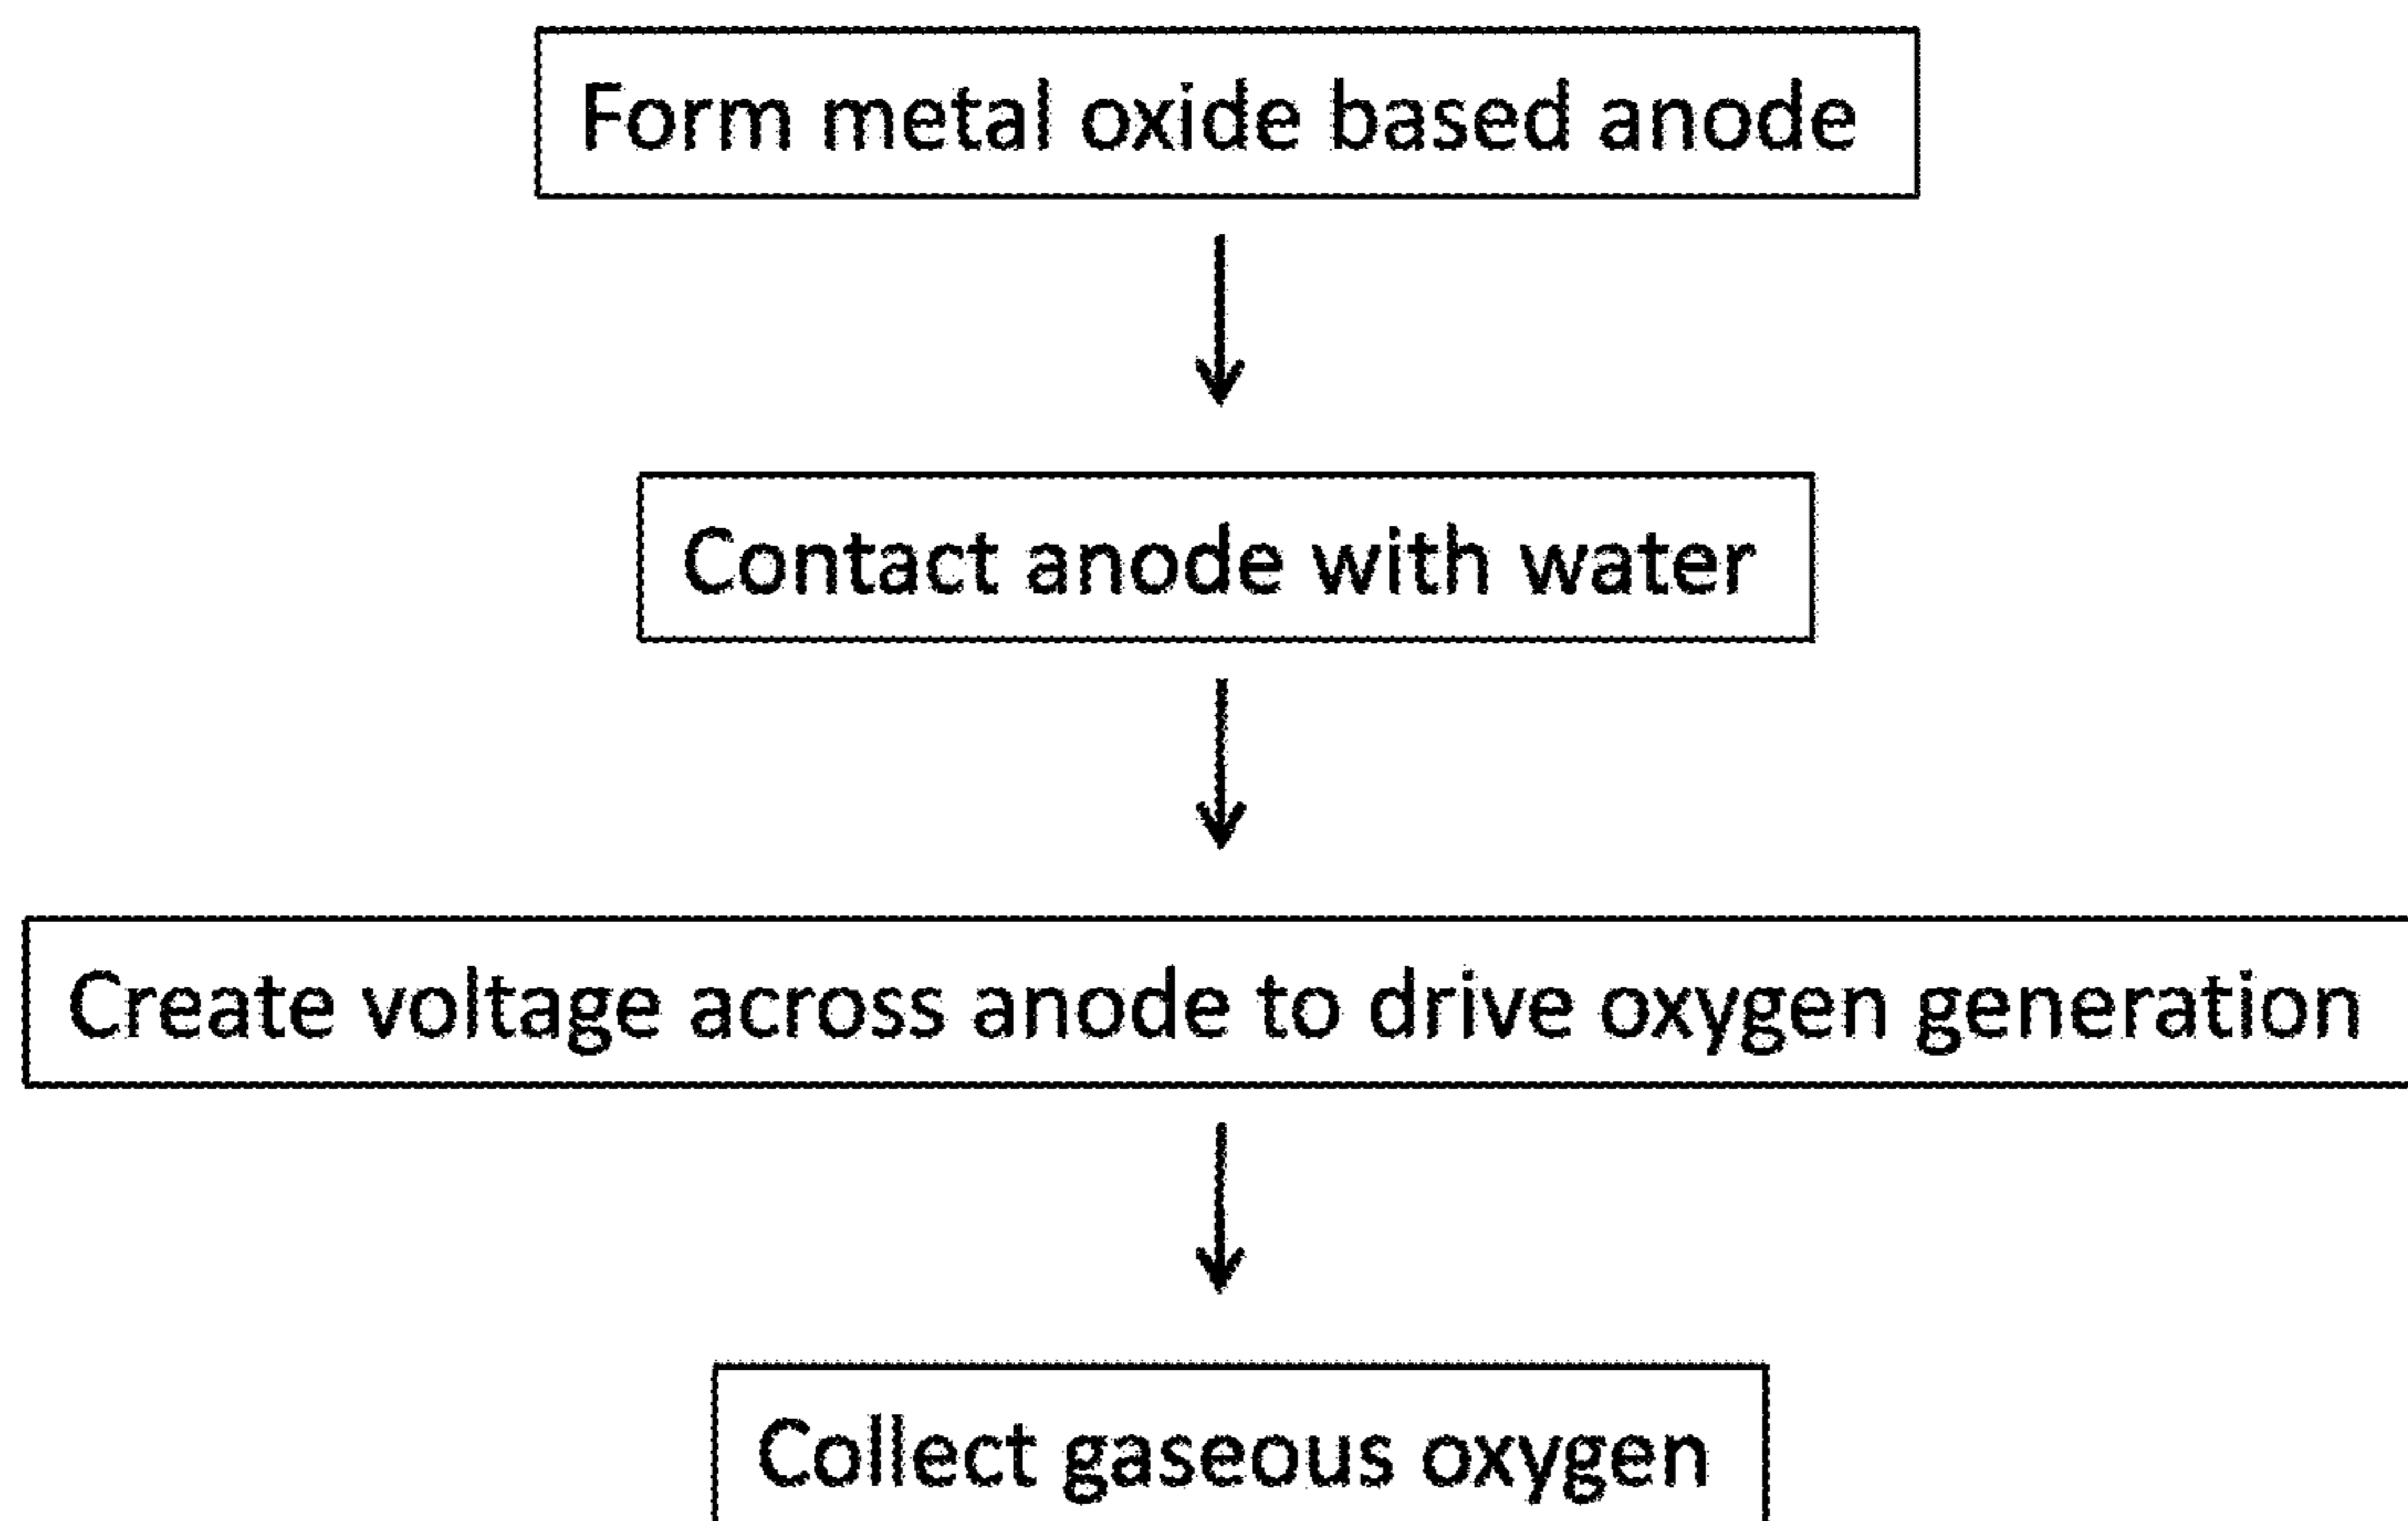 Form metal oxide based anode
Contact anode with water
Create voltage across anode to drive oxygen generation
Collect gaseous oxygen